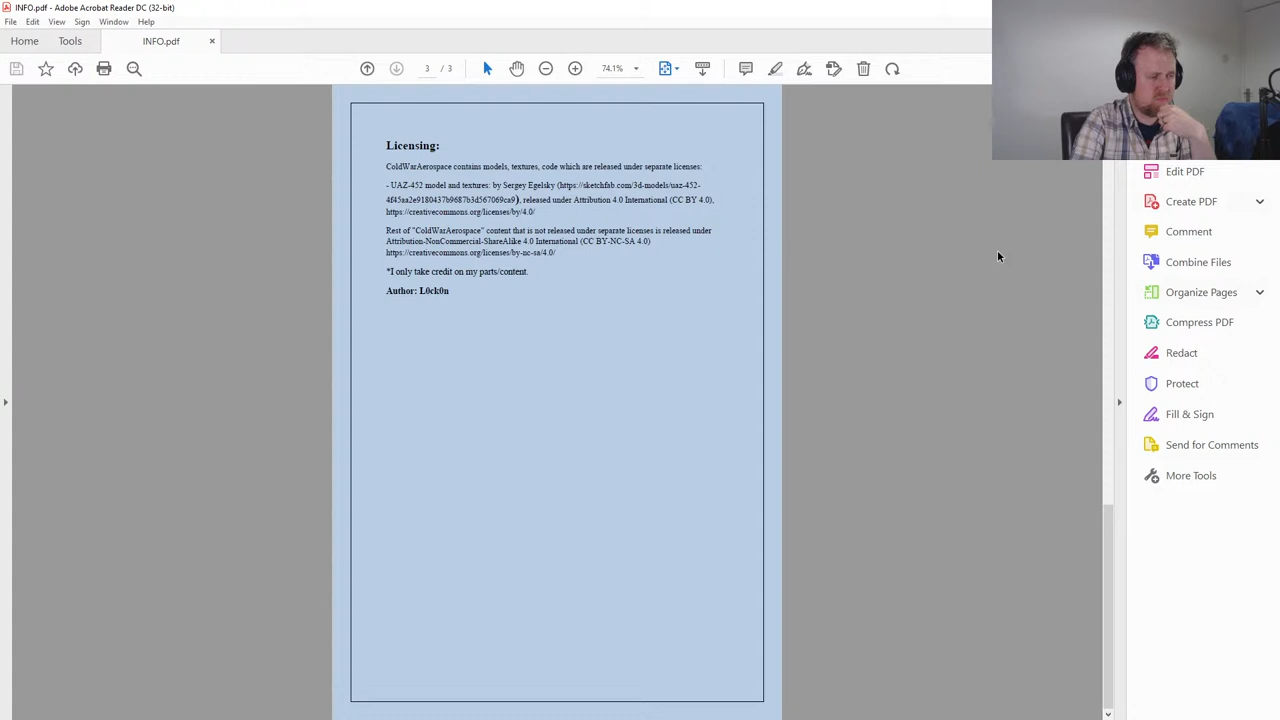 INFO.pdf - Adobe Acrobat Reader DC (32-bit)
File Edit View Sign Window Help
Home Tools INFO.pdf ×
3 / 3 74.1%
Licensing:
ColdWarAerospace contains models, textures, code which are released under separate licenses:
- UAZ-452 model and textures: by Sergey Egelsky (https://sketchfab.com/3d-models/uaz-452-
4f45aa2e9180437b9687b3d567069ca9), released under Attribution 4.0 International (CC BY 4.0),
https://creativecommons.org/licenses/by/4.0/
Rest of "ColdWarAerospace" content that is not released under separate licenses is released under
Attribution-NonCommercial-ShareAlike 4.0 International (CC BY-NC-SA 4.0)
https://creativecommons.org/licenses/by-nc-sa/4.0/
*I only take credit on my parts/content.
Author: L0ck0n
Edit PDF
Create PDF
Comment
Combine Files
Organize Pages
Compress PDF
Redact
Protect
Fill & Sign
Send for Comments
More Tools